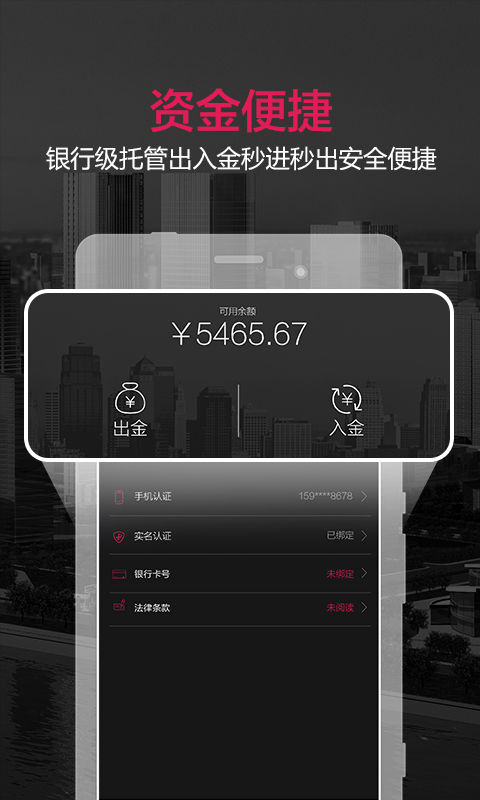 资金便捷
银行级托管出入金秒进秒出安全便捷
可用余额
￥5465.67
出金
入金
手机认证 159****8678
实名认证 已绑定
银行卡号 未绑定
法律条款 未阅读